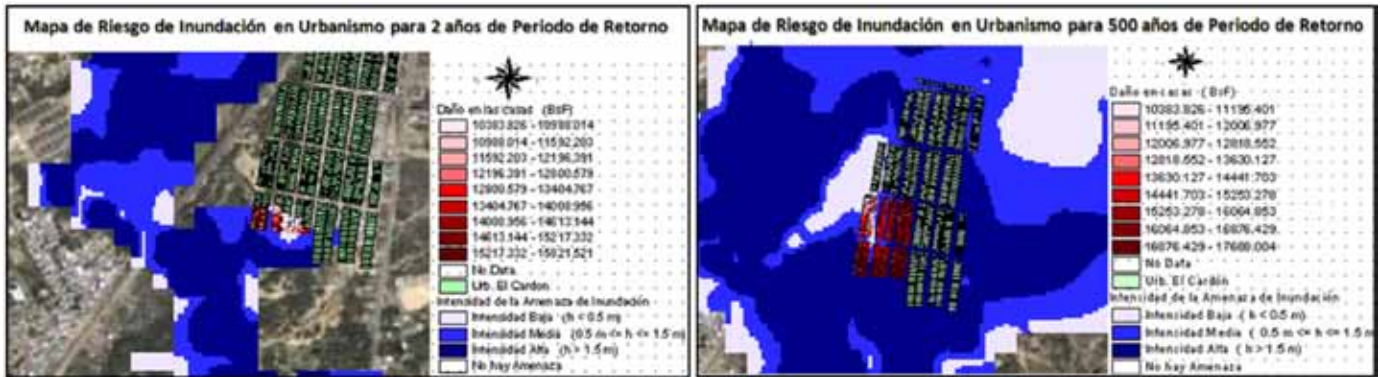 Mapa de Riesgo de Inundación en Urbanismo para 2 años de Periodo de Retorno
Daño en las casas (BsF)
10383.826 - 10988.014
10988.014 - 11592.203
11592.203 - 12196.391
12196.391 - 12800.579
12800.579 - 13404.767
13404.767 - 14008.956
14008.956 - 14613.144
14613.144 - 15217.332
15217.332 - 15821.521
No Data
Urb. El Cardon
Intensidad de la Amenaza de Inundación
Intensidad Baja (h < 0.5 m)
Intensidad Media (0.5 m <= h <= 1.5 m)
Intensidad Alta (h > 1.5 m)
No hay Amenaza
Mapa de Riesgo de Inundación en Urbanismo para 500 años de Periodo de Retorno
Daño en casas (BsF)
10383.826 - 11195.401
11195.401 - 12006.977
12006.977 - 12818.552
12818.552 - 13630.127
13630.127 - 14441.703
14441.703 - 15253.278
15253.278 - 16064.853
16064.853 - 16876.429
16876.429 - 17688.004
No Data
Urb. El Cardón
Intensidad de la Amenaza de Inundación
Intensidad Baja (h < 0.5 m)
Intensidad Media (0.5 m <= h <= 1.5 m)
Intensidad Alta (h > 1.5 m)
No hay Amenaza